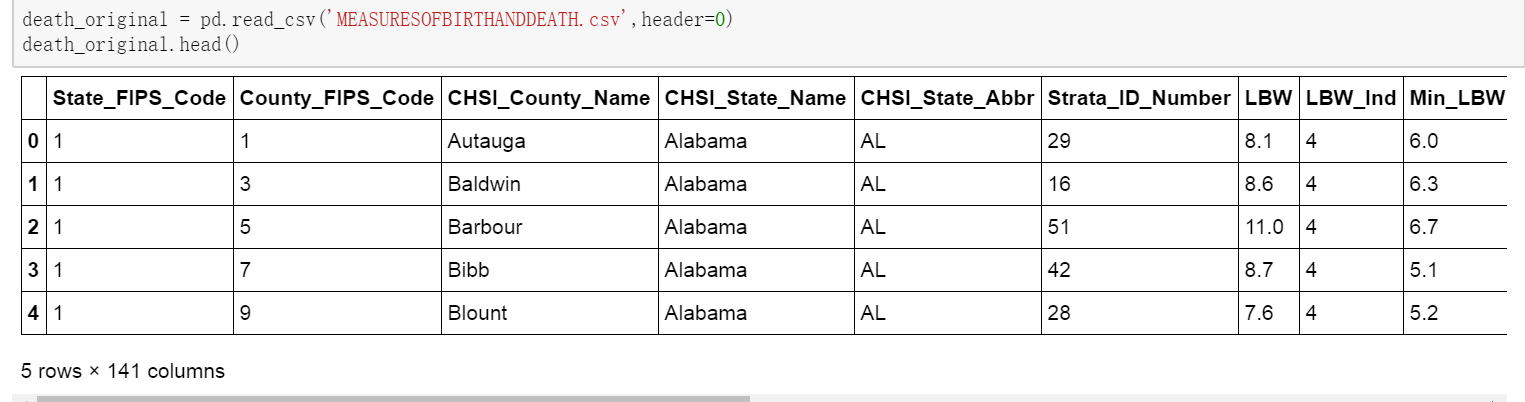 death_original = pd.read_csv('MEASURESOFBIRTHANDDEATH.csv',header=0)
death_original.head()
State_FIPS_Code County_FIPS_Code CHSI_County_Name CHSI_State_Name CHSI_State_Abbr Strata_ID_Number LBW LBW_Ind Min_LBW
0 1 1 Autauga Alabama AL 29 8.1 4 6.0
1 1 3 Baldwin Alabama AL 16 8.6 4 6.3
2 1 5 Barbour Alabama AL 51 11.0 4 6.7
3 1 7 Bibb Alabama AL 42 8.7 4 5.1
4 1 9 Blount Alabama AL 28 7.6 4 5.2
5 rows × 141 columns